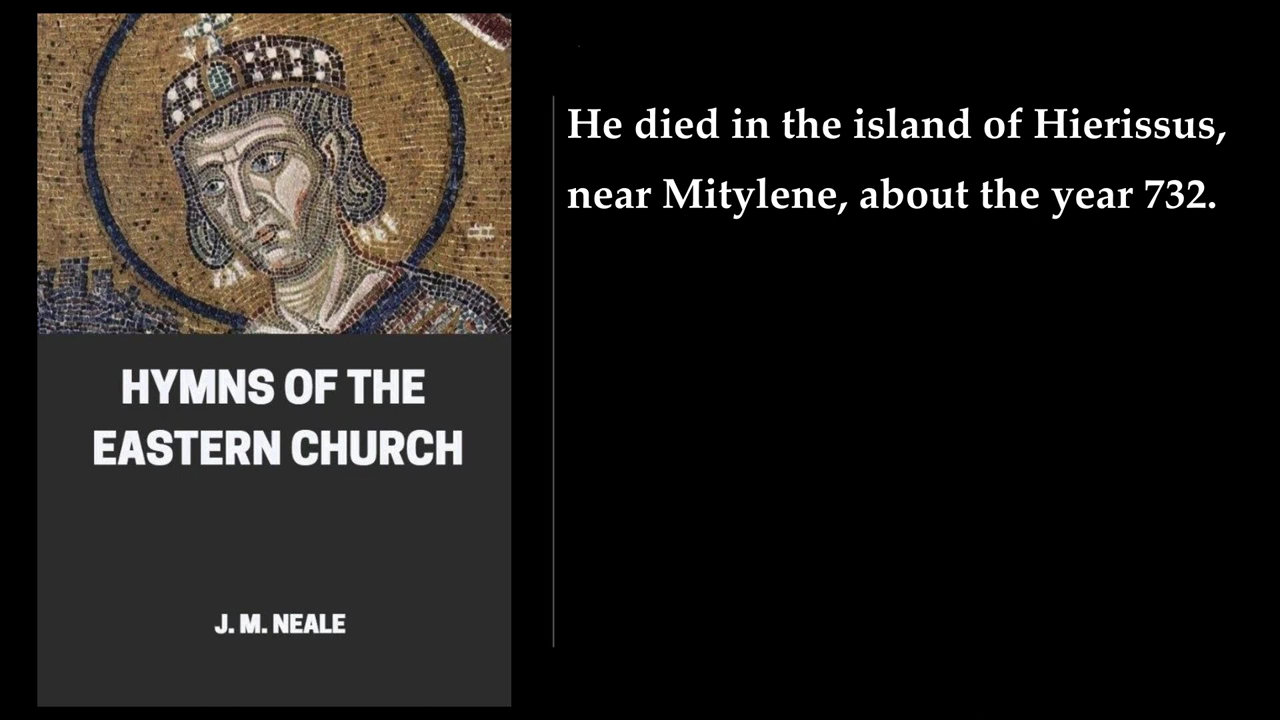 HYMNS OF THE
EASTERN CHURCH
J. M. NEALE
He died in the island of Hierissus,
near Mitylene, about the year 732.